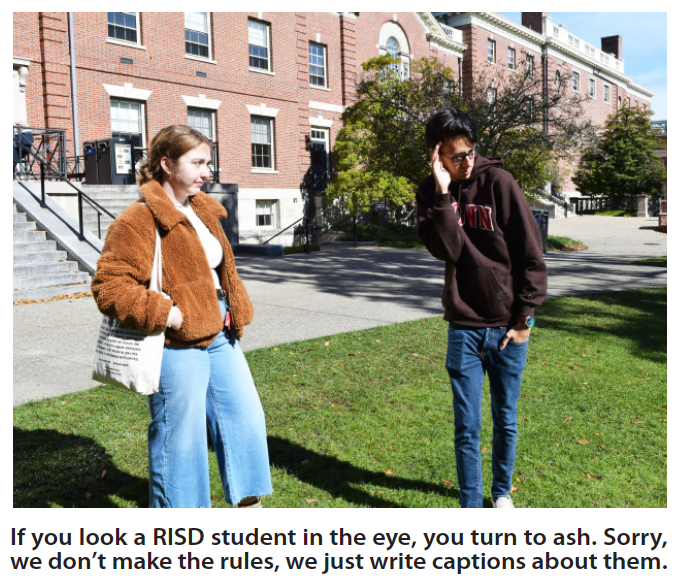 If you look a RISD student in the eye, you turn to ash. Sorry,
we don’t make the rules, we just write captions about them.